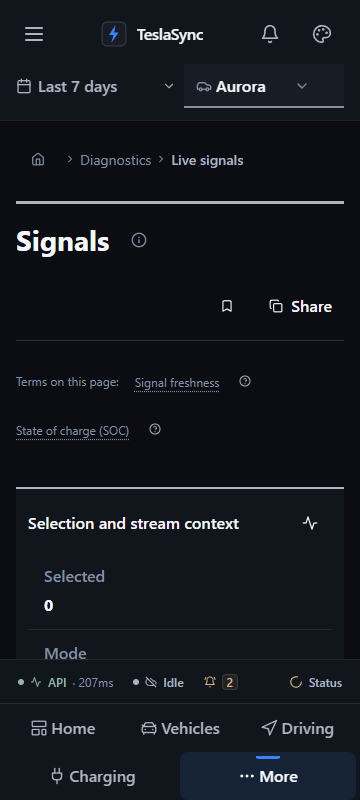 TeslaSync
Last 7 days
Aurora
Diagnostics
Live signals
Signals
Share
Terms on this page:
Signal freshness
State of charge (SOC)
Selection and stream context
Selected
0
Mode
API · 207ms
Idle
2
Status
Home
Vehicles
Driving
Charging
More